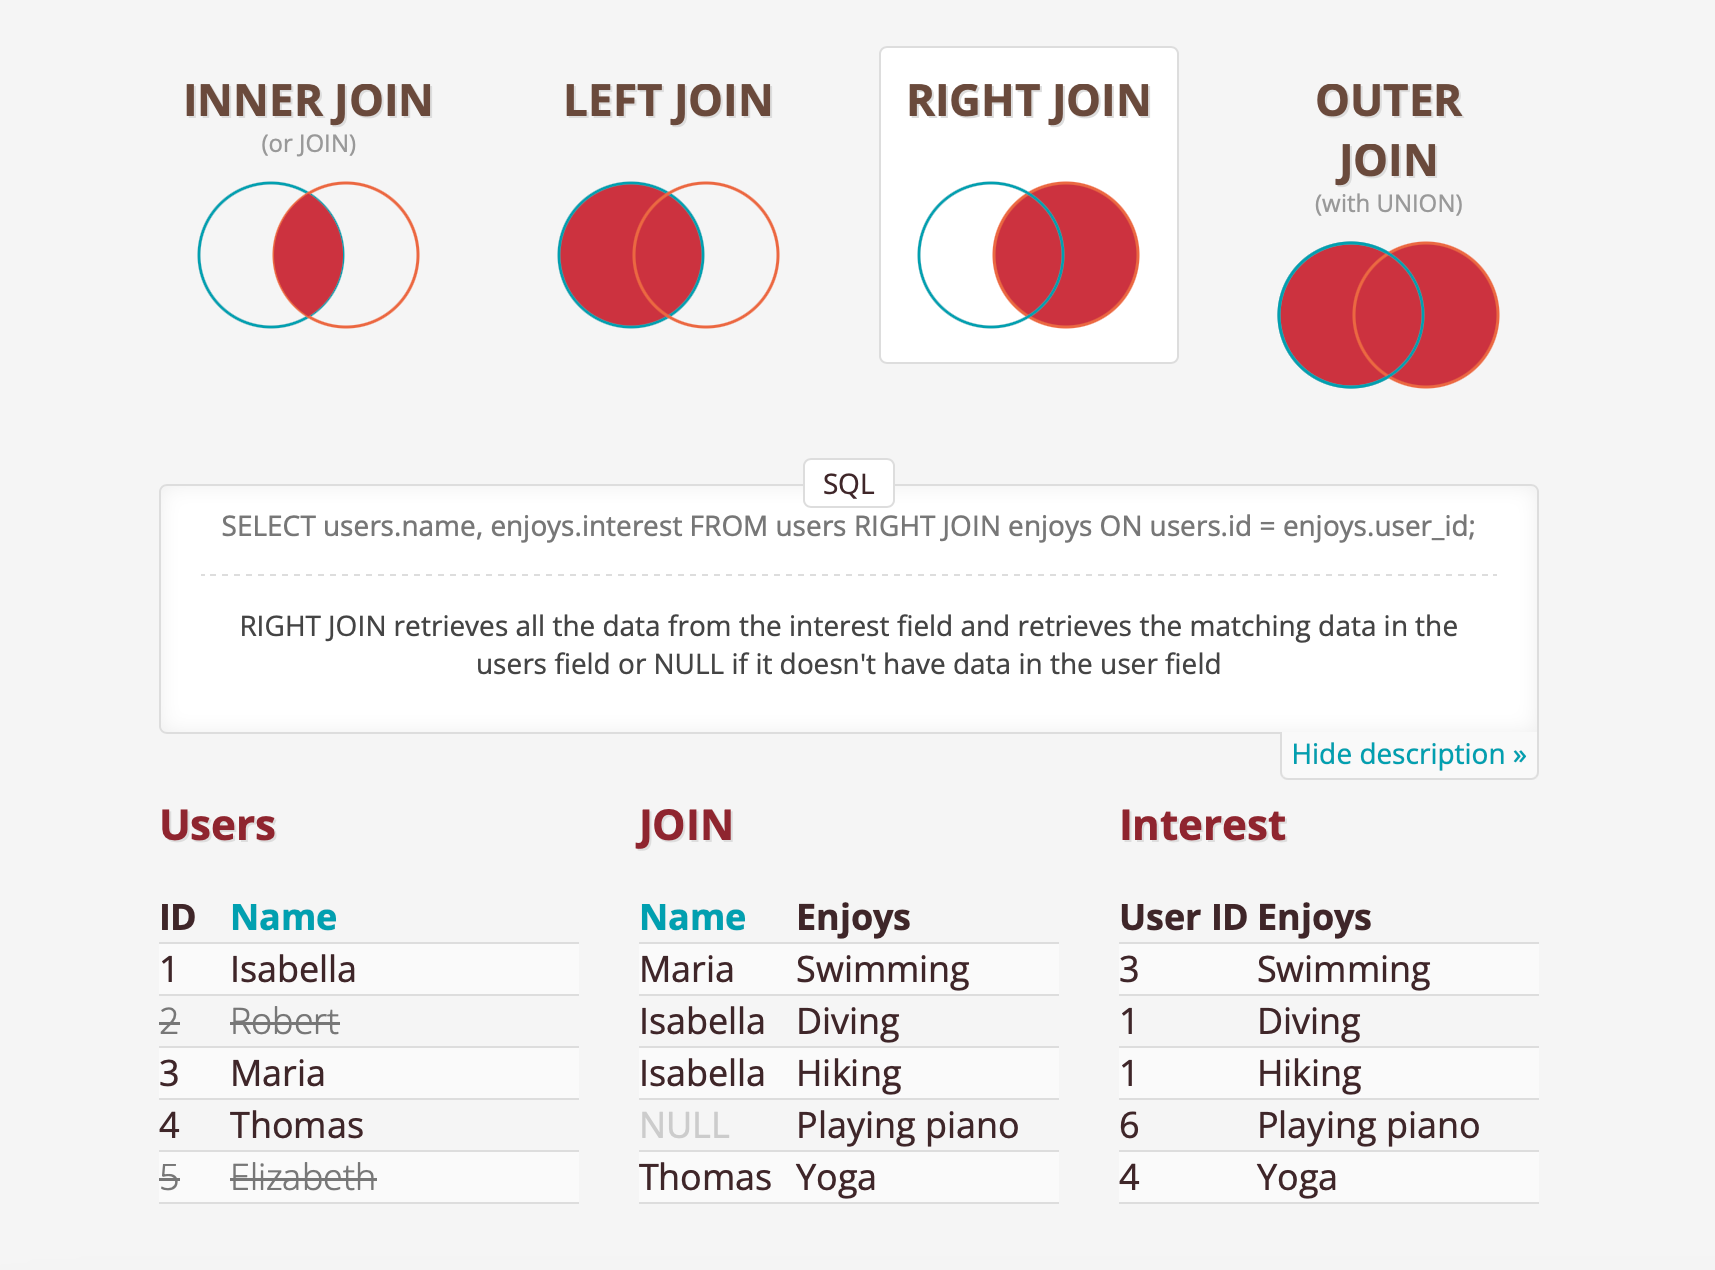 INNER JOIN
(or JOIN)
LEFT JOIN
RIGHT JOIN
OUTER
JOIN
(with UNION)
SQL
SELECT users.name, enjoys.interest FROM users RIGHT JOIN enjoys ON users.id = enjoys.user_id;
RIGHT JOIN retrieves all the data from the interest field and retrieves the matching data in the
users field or NULL if it doesn't have data in the user field
Hide description »
Users
ID Name
1 Isabella
2 Robert
3 Maria
4 Thomas
5 Elizabeth
JOIN
Name Enjoys
Maria Swimming
Isabella Diving
Isabella Hiking
NULL Playing piano
Thomas Yoga
Interest
User ID Enjoys
3 Swimming
1 Diving
1 Hiking
6 Playing piano
4 Yoga